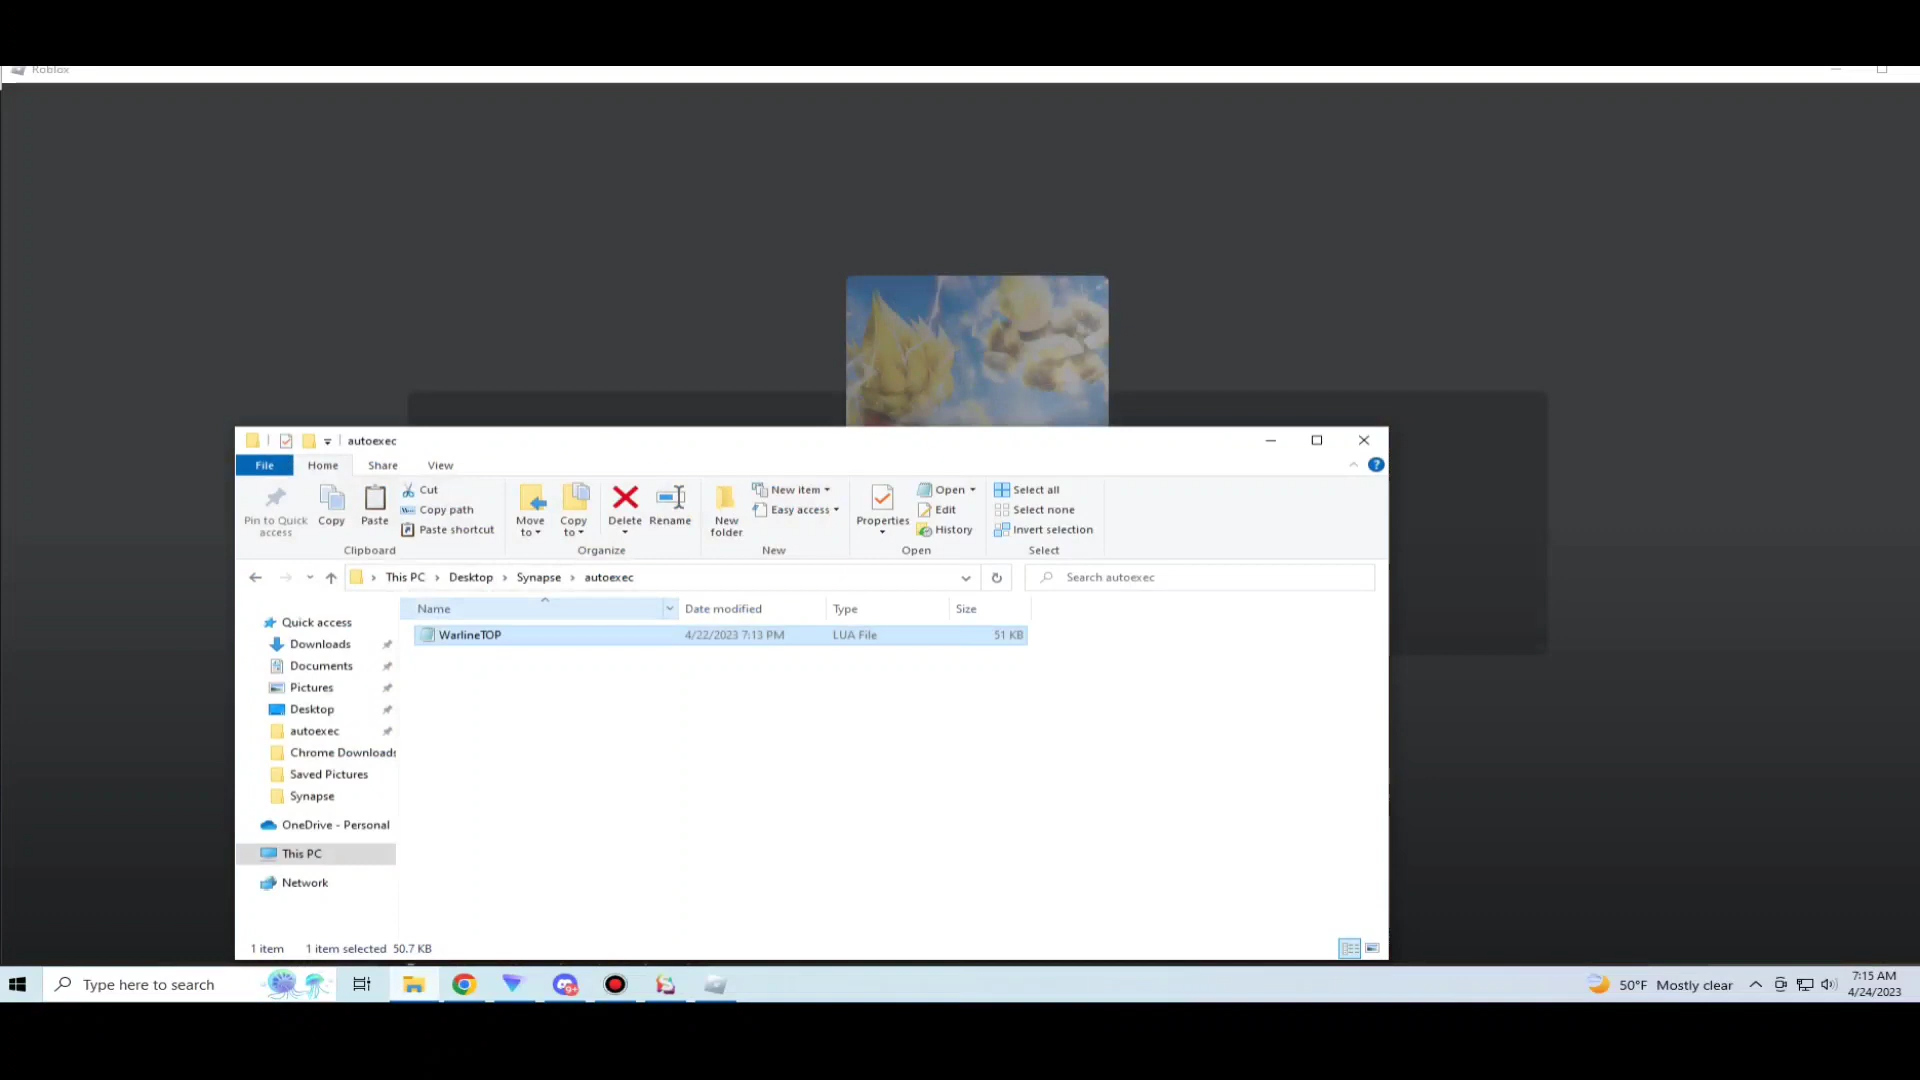 Roblox
autoexec
File Home Share View
Pin to Quick access
Copy
Paste
Cut
Copy path
Paste shortcut
Clipboard
Move to
Copy to
Delete
Rename
Organize
New folder
New item
Easy access
New
Properties
Open
Edit
History
Open
Select all
Select none
Invert selection
Select
This PC > Desktop > Synapse > autoexec
Search autoexec
Name Date modified Type Size
WarlineTOP 4/22/2023 7:13 PM LUA File 51 KB
Quick access
Downloads
Documents
Pictures
Desktop
autoexec
Chrome Downloads
Saved Pictures
Synapse
OneDrive - Personal
This PC
Network
1 item 1 item selected 50.7 KB
Type here to search
50°F Mostly clear
7:15 AM
4/24/2023